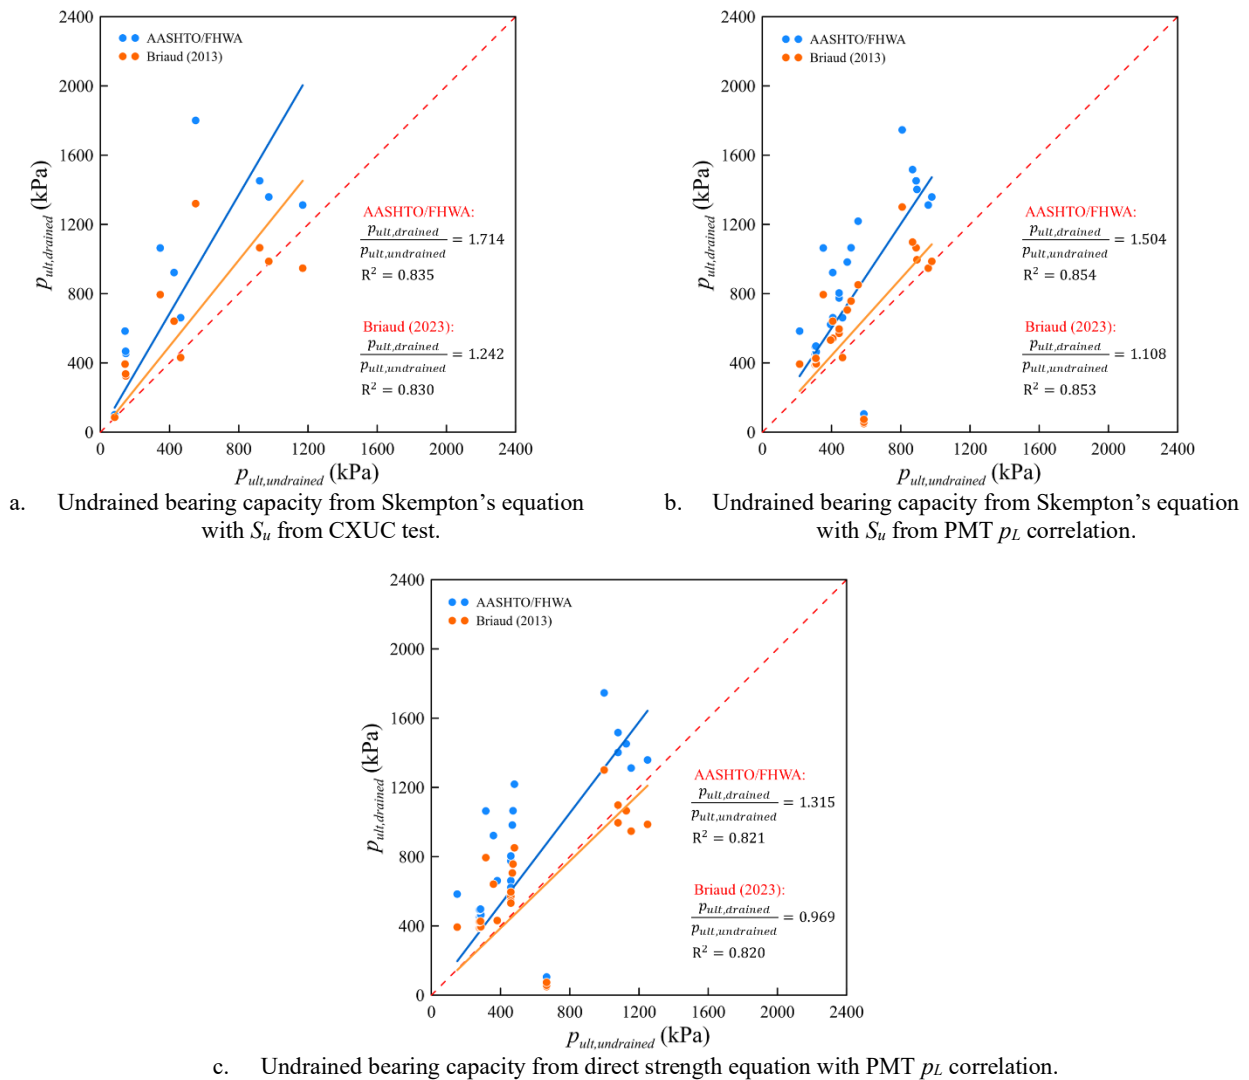 2400
2000
1600
1200
800
400
0
p_ult,drained (kPa)
AASHTO/FHWA
Briaud (2013)
AASHTO/FHWA:
p_ult,drained / p_ult,undrained = 1.714
R² = 0.835
Briaud (2023):
p_ult,drained / p_ult,undrained = 1.242
R² = 0.830
0 400 800 1200 1600 2000 2400
p_ult,undrained (kPa)
a. Undrained bearing capacity from Skempton's equation
with S_u from CXUC test.
2400
2000
1600
1200
800
400
0
p_ult,drained (kPa)
AASHTO/FHWA
Briaud (2013)
AASHTO/FHWA:
p_ult,drained / p_ult,undrained = 1.504
R² = 0.854
Briaud (2023):
p_ult,drained / p_ult,undrained = 1.108
R² = 0.853
0 400 800 1200 1600 2000 2400
p_ult,undrained (kPa)
b. Undrained bearing capacity from Skempton's equation
with S_u from PMT p_L correlation.
2400
2000
1600
1200
800
400
0
p_ult,drained (kPa)
AASHTO/FHWA
Briaud (2013)
AASHTO/FHWA:
p_ult,drained / p_ult,undrained = 1.315
R² = 0.821
Briaud (2023):
p_ult,drained / p_ult,undrained = 0.969
R² = 0.820
0 400 800 1200 1600 2000 2400
p_ult,undrained (kPa)
c. Undrained bearing capacity from direct strength equation with PMT p_L correlation.